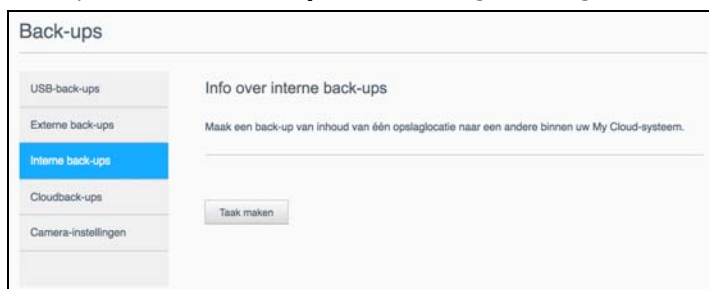 Back-ups
USB-back-ups
Externe back-ups
Interne back-ups
Cloudback-ups
Camera-instellingen
Info over interne back-ups
Maak een back-up van inhoud van één opslaglocatie naar een andere binnen uw My Cloud-systeem.
Taak maken